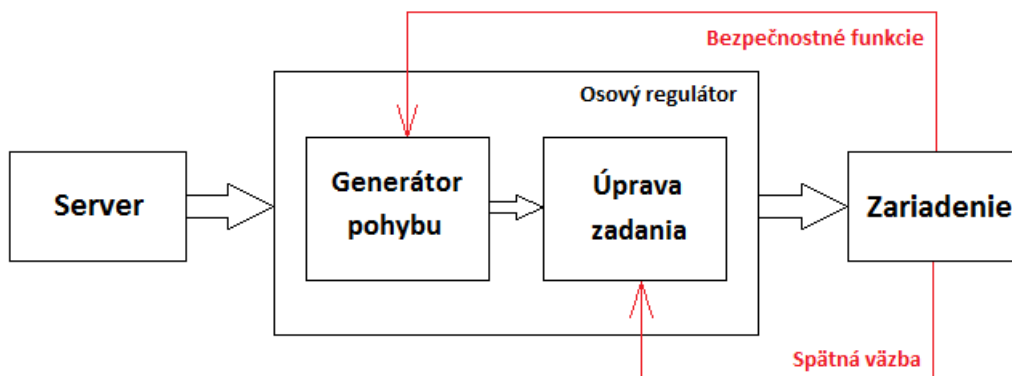 Bezpečnostné funkcie
Osový regulátor
Server
Generátor
pohybu
Úprava
zadania
Zariadenie
Spätná väzba